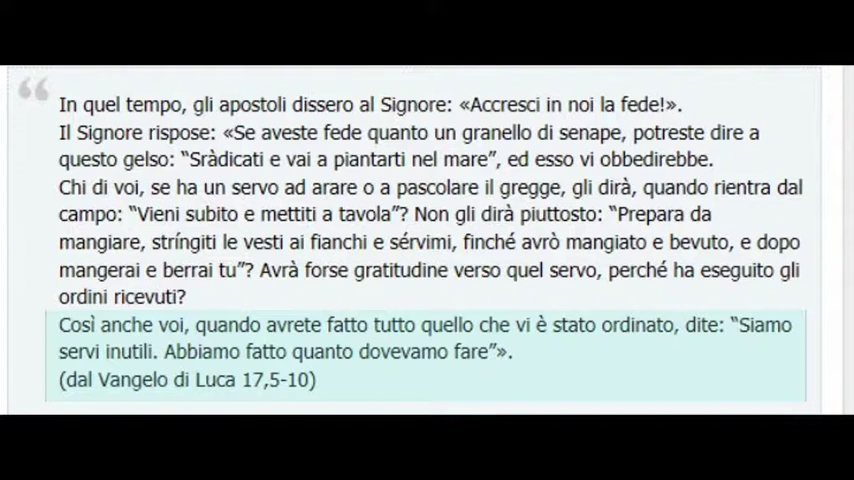 In quel tempo, gli apostoli dissero al Signore: «Accresci in noi la fede!».
Il Signore rispose: «Se aveste fede quanto un granello di senape, potreste dire a
questo gelso: “Sràdicati e vai a piantarti nel mare”, ed esso vi obbedirebbe.
Chi di voi, se ha un servo ad arare o a pascolare il gregge, gli dirà, quando rientra dal
campo: “Vieni subito e mettiti a tavola”? Non gli dirà piuttosto: “Prepara da
mangiare, stríngiti le vesti ai fianchi e sérvimi, finché avrò mangiato e bevuto, e dopo
mangerai e berrai tu”? Avrà forse gratitudine verso quel servo, perché ha eseguito gli
ordini ricevuti?
Così anche voi, quando avrete fatto tutto quello che vi è stato ordinato, dite: “Siamo
servi inutili. Abbiamo fatto quanto dovevamo fare”».
(dal Vangelo di Luca 17,5-10)